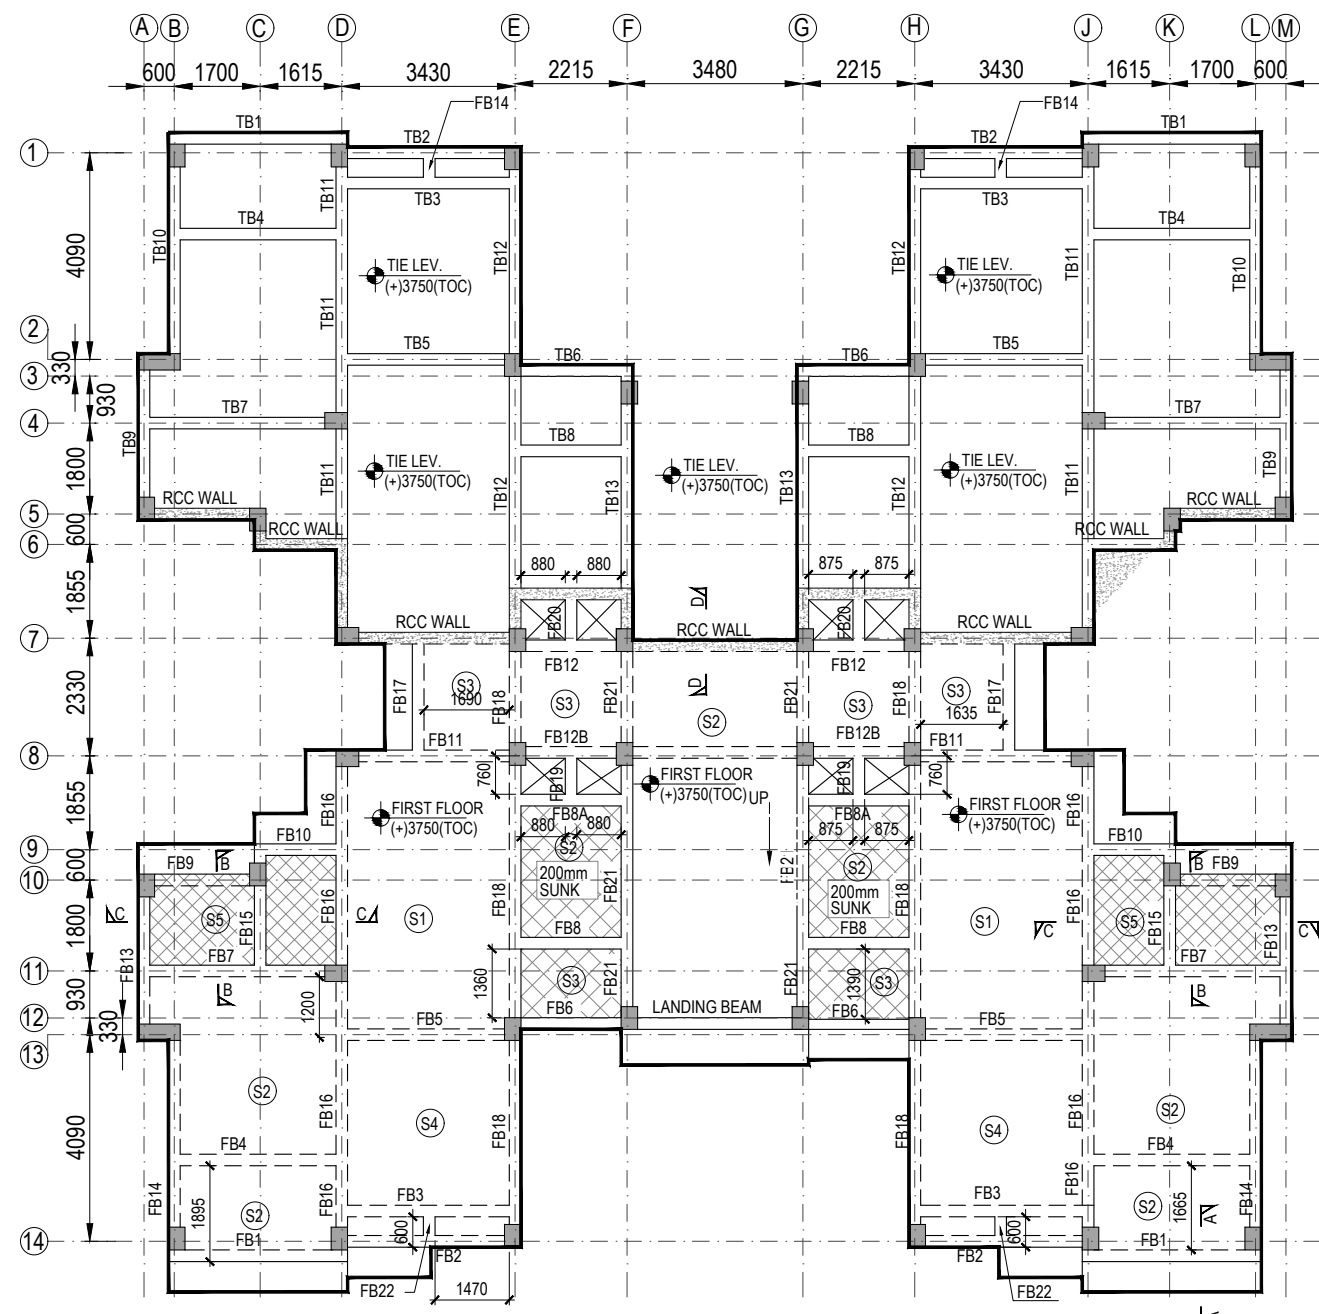 A B C D E F G H J K L M
600 1700 1615 3430 2215 3480 2215 3430 1615 1700 600
FB14 FB14
TB1 TB2 TB2 TB1
1
TB3 TB3
TB11 TB11
TB4 TB4
TB10 TB12 TB12 TB11 TB10
4090
TIE LEV. TIE LEV.
(+)3750(TOC) (+)3750(TOC)
TB11
2
330
TB5 TB6 TB6 TB5
3
930
TB7 TB7
4
TB9 TB8 TB8 TB9
1800
TB11 TB12 TB13 TB13 TB12 TB11
TIE LEV. TIE LEV. TIE LEV.
(+)3750(TOC) (+)3750(TOC) (+)3750(TOC)
RCC WALL RCC WALL
5
600
RCC WALL RCC WALL
6
1855
880 880 875 875
D
FB20 FB20
RCC WALL RCC WALL RCC WALL
7
FB12 FB12
2330
FB17 S3 FB18 S3 FB21 D S2 FB21 S3 FB18 S3 FB17
1690 1635
FB11 FB12B FB12B FB11
8
760 FB19 FB19 760
FIRST FLOOR FIRST FLOOR FIRST FLOOR
(+)3750(TOC) (+)3750(TOC) UP (+)3750(TOC)
1855
FB16 FB8A FB8A FB16
880 880 875 875
FB10 FB10
9
600
FB9 B S2 FB2 S2 B FB9
200mm 200mm
SUNK SUNK
10
FB16 FB18 FB21 FB18 FB16
C S5 FB15 C S1 S1 C S5 FB15 FB13 C
1800
FB8 FB8
FB13 FB7 FB7
11
930
B 1200 1360 S3 FB21 FB21 1390 S3 B
FB5 FB6 LANDING BEAM FB6 FB5
12
330
13
S2 FB16 S4 FB18 FB18 S4 FB16 S2
4090
FB4 FB4
FB14 1895 FB16 FB3 FB3 FB16 1665 FB14
S2 600 600 S2 A
FB1 FB2 FB2 FB1
14
FB22 1470 FB22